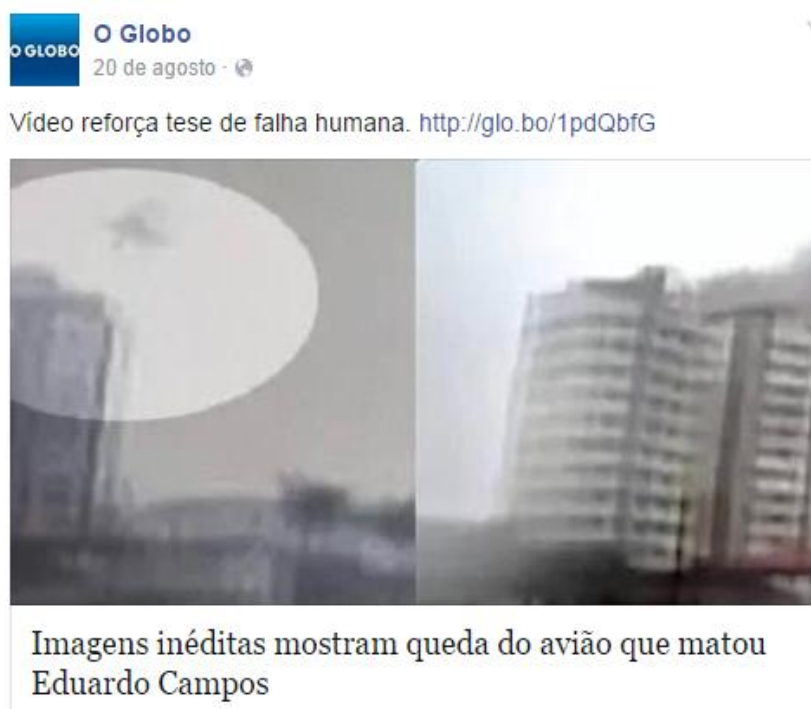 O GLOBO
O Globo
20 de agosto ·
Vídeo reforça tese de falha humana. http://glo.bo/1pdQbfG
Imagens inéditas mostram queda do avião que matou
Eduardo Campos